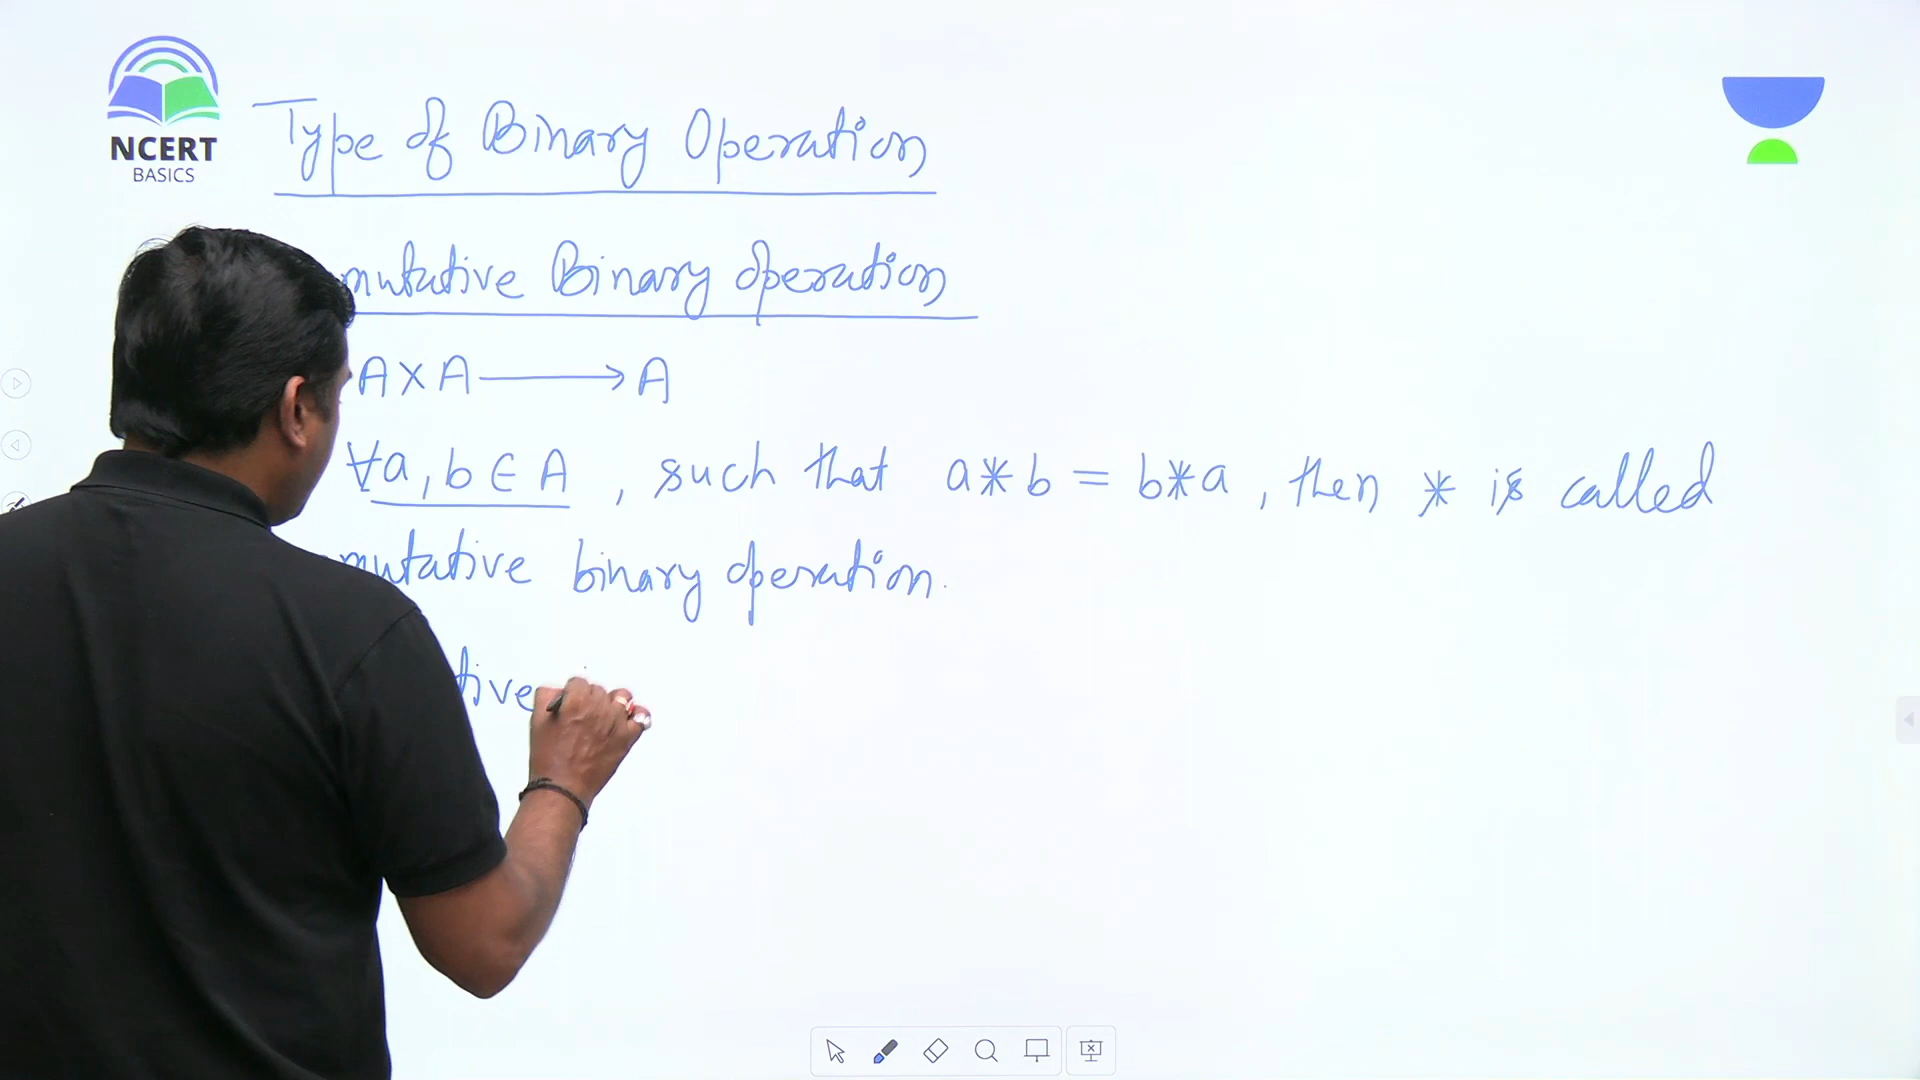 NCERT
BASICS
Type of Binary Operation
mutative Binary operation
A × A ⟶ A
∀a, b ∈ A , such that a * b = b * a , then * is called
mutative binary operation.
tive